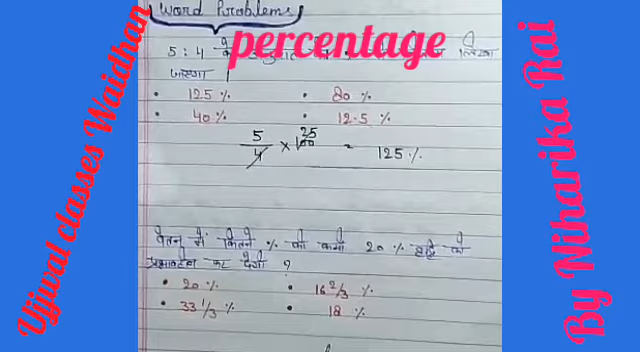 Word Problems
percentage
5 : 4 को लिखा
जाएगा
• 125 % • 80 %
• 40 % • 12.5 %
5/4 × 100 25 = 125 %
वेतन में कितने % की कमी 20 % वृद्धि को
प्रभावहीन कर देगी ?
• 20 % • 16 2/3 %
• 33 1/3 % • 18 %
Ujjwal classes Waidhan
By Niharika Rai